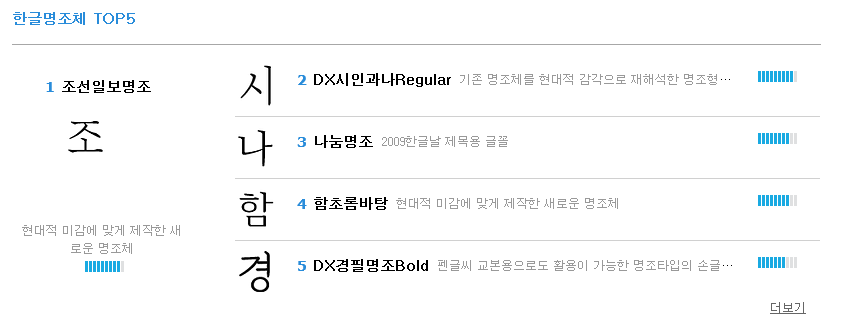 한글명조체 TOP5
1 조선일보명조
조
현대적 미감에 맞게 제작한 새
로운 명조체
시
2 DX시인과나Regular 기존 명조체를 현대적 감각으로 재해석한 명조형…
나
3 나눔명조 2009한글날 제목용 글꼴
함
4 함초롬바탕 현대적 미감에 맞게 제작한 새로운 명조체
경
5 DX경필명조Bold 펜글씨 교본용으로도 활용이 가능한 명조타입의 손글…
더보기